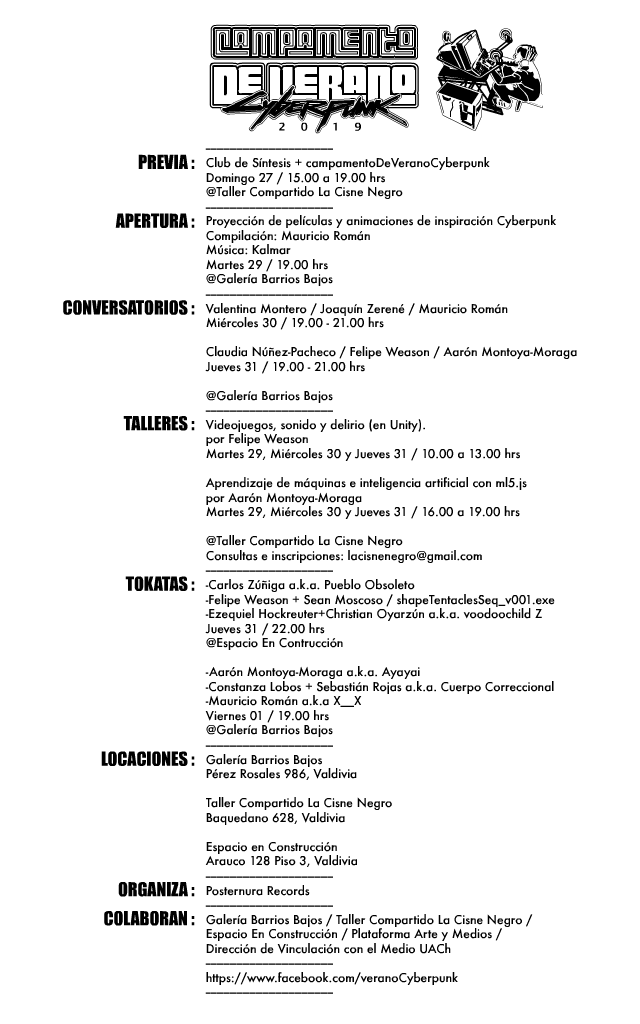 CAMPAMENTO
DE VERANO
CYBERPUNK
2019
PREVIA :
Club de Síntesis + campamentoDeVeranoCyberpunk
Domingo 27 / 15.00 a 19.00 hrs
@Taller Compartido La Cisne Negro
APERTURA :
Proyección de películas y animaciones de inspiración Cyberpunk
Compilación: Mauricio Román
Música: Kalmar
Martes 29 / 19.00 hrs
@Galería Barrios Bajos
CONVERSATORIOS :
Valentina Montero / Joaquín Zerené / Mauricio Román
Miércoles 30 / 19.00 - 21.00 hrs
Claudia Núñez-Pacheco / Felipe Weason / Aarón Montoya-Moraga
Jueves 31 / 19.00 - 21.00 hrs
@Galería Barrios Bajos
TALLERES :
Videojuegos, sonido y delirio (en Unity).
por Felipe Weason
Martes 29, Miércoles 30 y Jueves 31 / 10.00 a 13.00 hrs
Aprendizaje de máquinas e inteligencia artificial con ml5.js
por Aarón Montoya-Moraga
Martes 29, Miércoles 30 y Jueves 31 / 16.00 a 19.00 hrs
@Taller Compartido La Cisne Negro
Consultas e inscripciones: lacisnenegro@gmail.com
TOKATAS :
-Carlos Zúñiga a.k.a. Pueblo Obsoleto
-Felipe Weason + Sean Moscoso / shapeTentaclesSeq_v001.exe
-Ezequiel Hockreuter+Christian Oyarzún a.k.a. voodoochild Z
Jueves 31 / 22.00 hrs
@Espacio En Contrucción
-Aarón Montoya-Moraga a.k.a. Ayayai
-Constanza Lobos + Sebastián Rojas a.k.a. Cuerpo Correccional
-Mauricio Román a.k.a X__X
Viernes 01 / 19.00 hrs
@Galería Barrios Bajos
LOCACIONES :
Galería Barrios Bajos
Pérez Rosales 986, Valdivia
Taller Compartido La Cisne Negro
Baquedano 628, Valdivia
Espacio en Construcción
Arauco 128 Piso 3, Valdivia
ORGANIZA :
Posternura Records
COLABORAN :
Galería Barrios Bajos / Taller Compartido La Cisne Negro /
Espacio En Construcción / Plataforma Arte y Medios /
Dirección de Vinculación con el Medio UACh
https://www.facebook.com/veranoCyberpunk